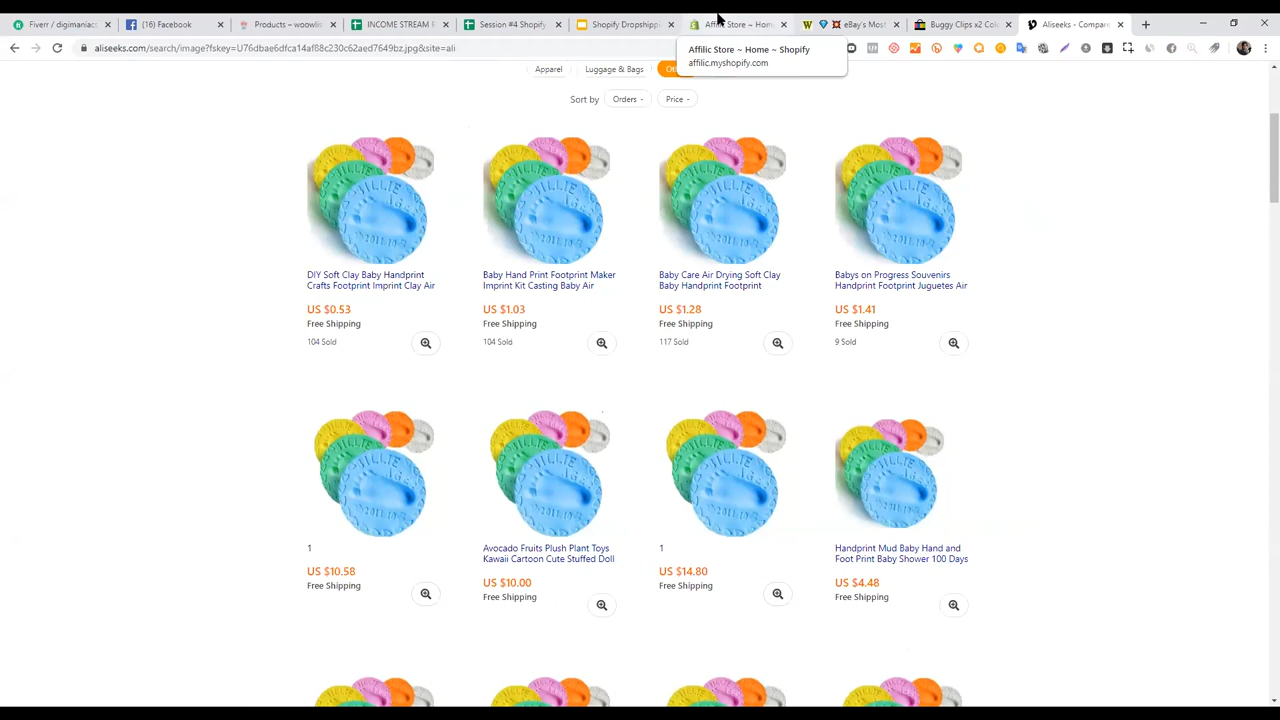 Fiverr / digimaniac
(16) Facebook
Products – woowlin
INCOME STREAM F
Session #4 Shopify
Shopify Dropshippi
Store ~ Hom
eBay's Most
Buggy Clips x2 Col
Aliseeks - Compare
aliseeks.com/search/image?fskey=U76dbae6dfca14af88c230c62aed7649bz.jpg&site=ali
Affilic Store ~ Home ~ Shopify
affilic.myshopify.com
Apparel
Luggage & Bags
Sort by
Orders
Price
DIY Soft Clay Baby Handprint
Crafts Footprint Imprint Clay Air
US $0.53
Free Shipping
104 Sold
Baby Hand Print Footprint Maker
Imprint Kit Casting Baby Air
US $1.03
Free Shipping
104 Sold
Baby Care Air Drying Soft Clay
Baby Handprint Footprint
US $1.28
Free Shipping
117 Sold
Babys on Progress Souvenirs
Handprint Footprint Juguetes Air
US $1.41
Free Shipping
9 Sold
1
US $10.58
Free Shipping
Avocado Fruits Plush Plant Toys
Kawaii Cartoon Cute Stuffed Doll
US $10.00
Free Shipping
1
US $14.80
Free Shipping
Handprint Mud Baby Hand and
Foot Print Baby Shower 100 Days
US $4.48
Free Shipping